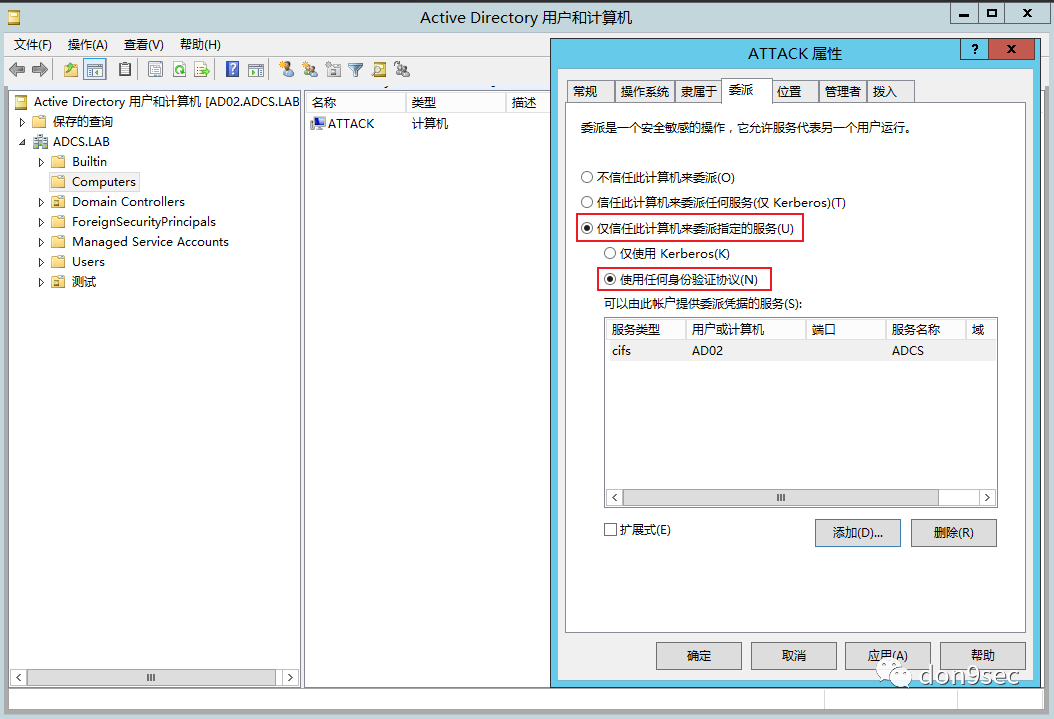 Active Directory 用户和计算机
文件(F) 操作(A) 查看(V) 帮助(H)
Active Directory 用户和计算机 [AD02.ADCS.LAB
保存的查询
ADCS.LAB
Builtin
Computers
Domain Controllers
ForeignSecurityPrincipals
Managed Service Accounts
Users
测试
名称 类型 描述
ATTACK 计算机
ATTACK 属性
常规 操作系统 隶属于 委派 位置 管理者 拨入
委派是一个安全敏感的操作，它允许服务代表另一个用户运行。
不信任此计算机来委派(O)
信任此计算机来委派任何服务(仅 Kerberos)(T)
仅信任此计算机来委派指定的服务(U)
仅使用 Kerberos(K)
使用任何身份验证协议(N)
可以由此帐户提供委派凭据的服务(S):
服务类型 用户或计算机 端口 服务名称 域
cifs AD02 ADCS
扩展式(E) 添加(D)... 删除(R)
确定 取消 应用(A) 帮助
don9sec